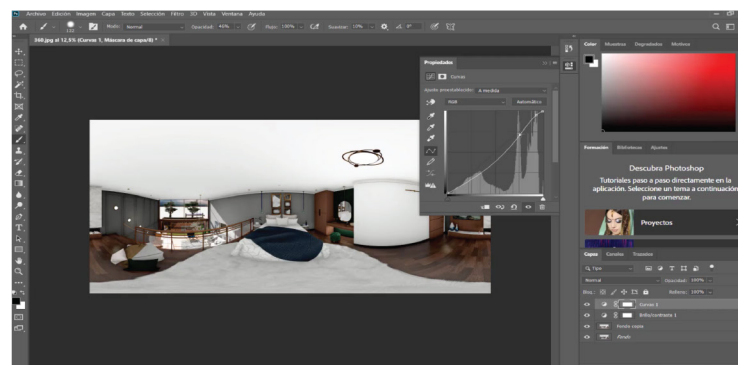 Ps Archivo Edición Imagen Capa Texto Selección Filtro 3D Vista Ventana Ayuda
Modo: Normal Opacidad: 40% Flujo: 100% Suavizar: 10% 0°
360.jpg al 12,5% (Curvas 1, Máscara de capa/8) * ×
Propiedades
Curvas
Ajuste preestablecido: A medida
RGB Automático
Color Muestras Degradados Motivos
Formación Bibliotecas Ajustes
Descubra Photoshop
Tutoriales paso a paso directamente en la
aplicación. Seleccione un tema a continuación
para comenzar.
Proyectos
Capas Canales Trazados
Tipo
Normal Opacidad: 100%
Bloq.: Relleno: 100%
Curvas 1
Brillo/contraste 1
Fondo copia
Fondo